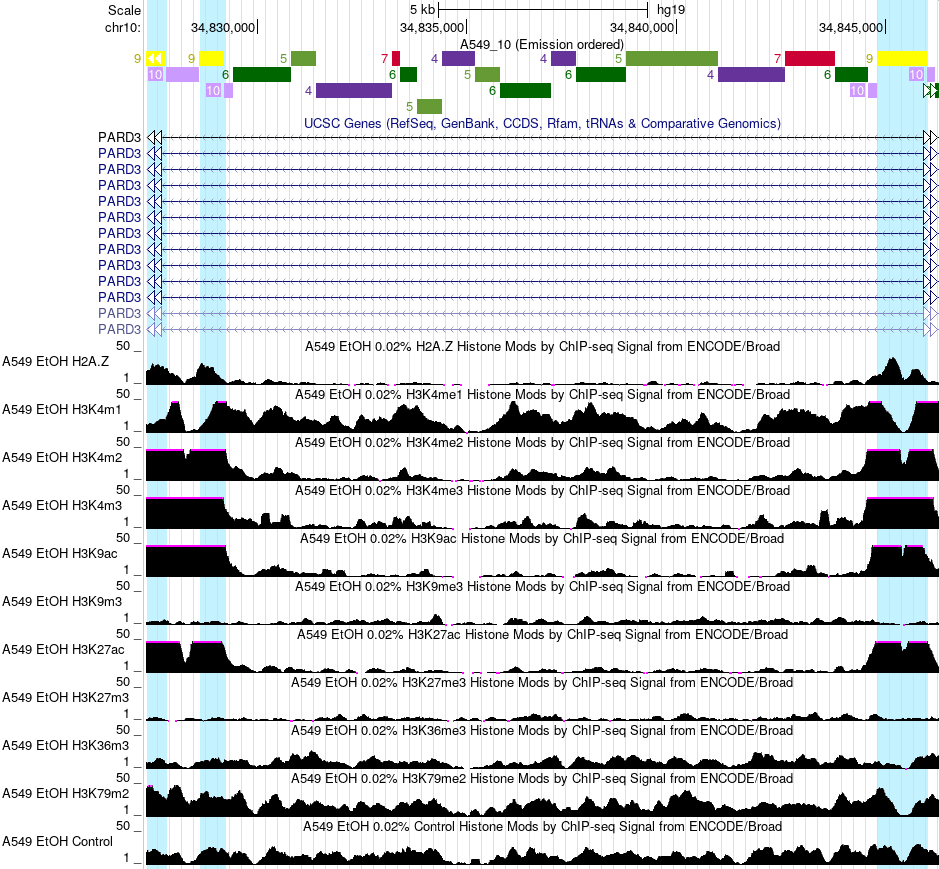 Scale 5 kb hg19
chr10: 34,830,000 34,835,000 34,840,000 34,845,000
A549_10 (Emission ordered)
9 9 5 7 4 5 4 5 7 9
10 6 6 5 6 4 6 10
10 4 6 10
5
UCSC Genes (RefSeq, GenBank, CCDS, Rfam, tRNAs & Comparative Genomics)
PARD3
PARD3
PARD3
PARD3
PARD3
PARD3
PARD3
PARD3
PARD3
PARD3
PARD3
PARD3
PARD3
50 _ A549 EtOH 0.02% H2A.Z Histone Mods by ChIP-seq Signal from ENCODE/Broad
A549 EtOH H2A.Z
1 _
50 _ A549 EtOH 0.02% H3K4me1 Histone Mods by ChIP-seq Signal from ENCODE/Broad
A549 EtOH H3K4m1
1 _
50 _ A549 EtOH 0.02% H3K4me2 Histone Mods by ChIP-seq Signal from ENCODE/Broad
A549 EtOH H3K4m2
1 _
50 _ A549 EtOH 0.02% H3K4me3 Histone Mods by ChIP-seq Signal from ENCODE/Broad
A549 EtOH H3K4m3
1 _
50 _ A549 EtOH 0.02% H3K9ac Histone Mods by ChIP-seq Signal from ENCODE/Broad
A549 EtOH H3K9ac
1 _
50 _ A549 EtOH 0.02% H3K9me3 Histone Mods by ChIP-seq Signal from ENCODE/Broad
A549 EtOH H3K9m3
1 _
50 _ A549 EtOH 0.02% H3K27ac Histone Mods by ChIP-seq Signal from ENCODE/Broad
A549 EtOH H3K27ac
1 _
50 _ A549 EtOH 0.02% H3K27me3 Histone Mods by ChIP-seq Signal from ENCODE/Broad
A549 EtOH H3K27m3
1 _
50 _ A549 EtOH 0.02% H3K36me3 Histone Mods by ChIP-seq Signal from ENCODE/Broad
A549 EtOH H3K36m3
1 _
50 _ A549 EtOH 0.02% H3K79me2 Histone Mods by ChIP-seq Signal from ENCODE/Broad
A549 EtOH H3K79m2
1 _
50 _ A549 EtOH 0.02% Control Histone Mods by ChIP-seq Signal from ENCODE/Broad
A549 EtOH Control
1 _